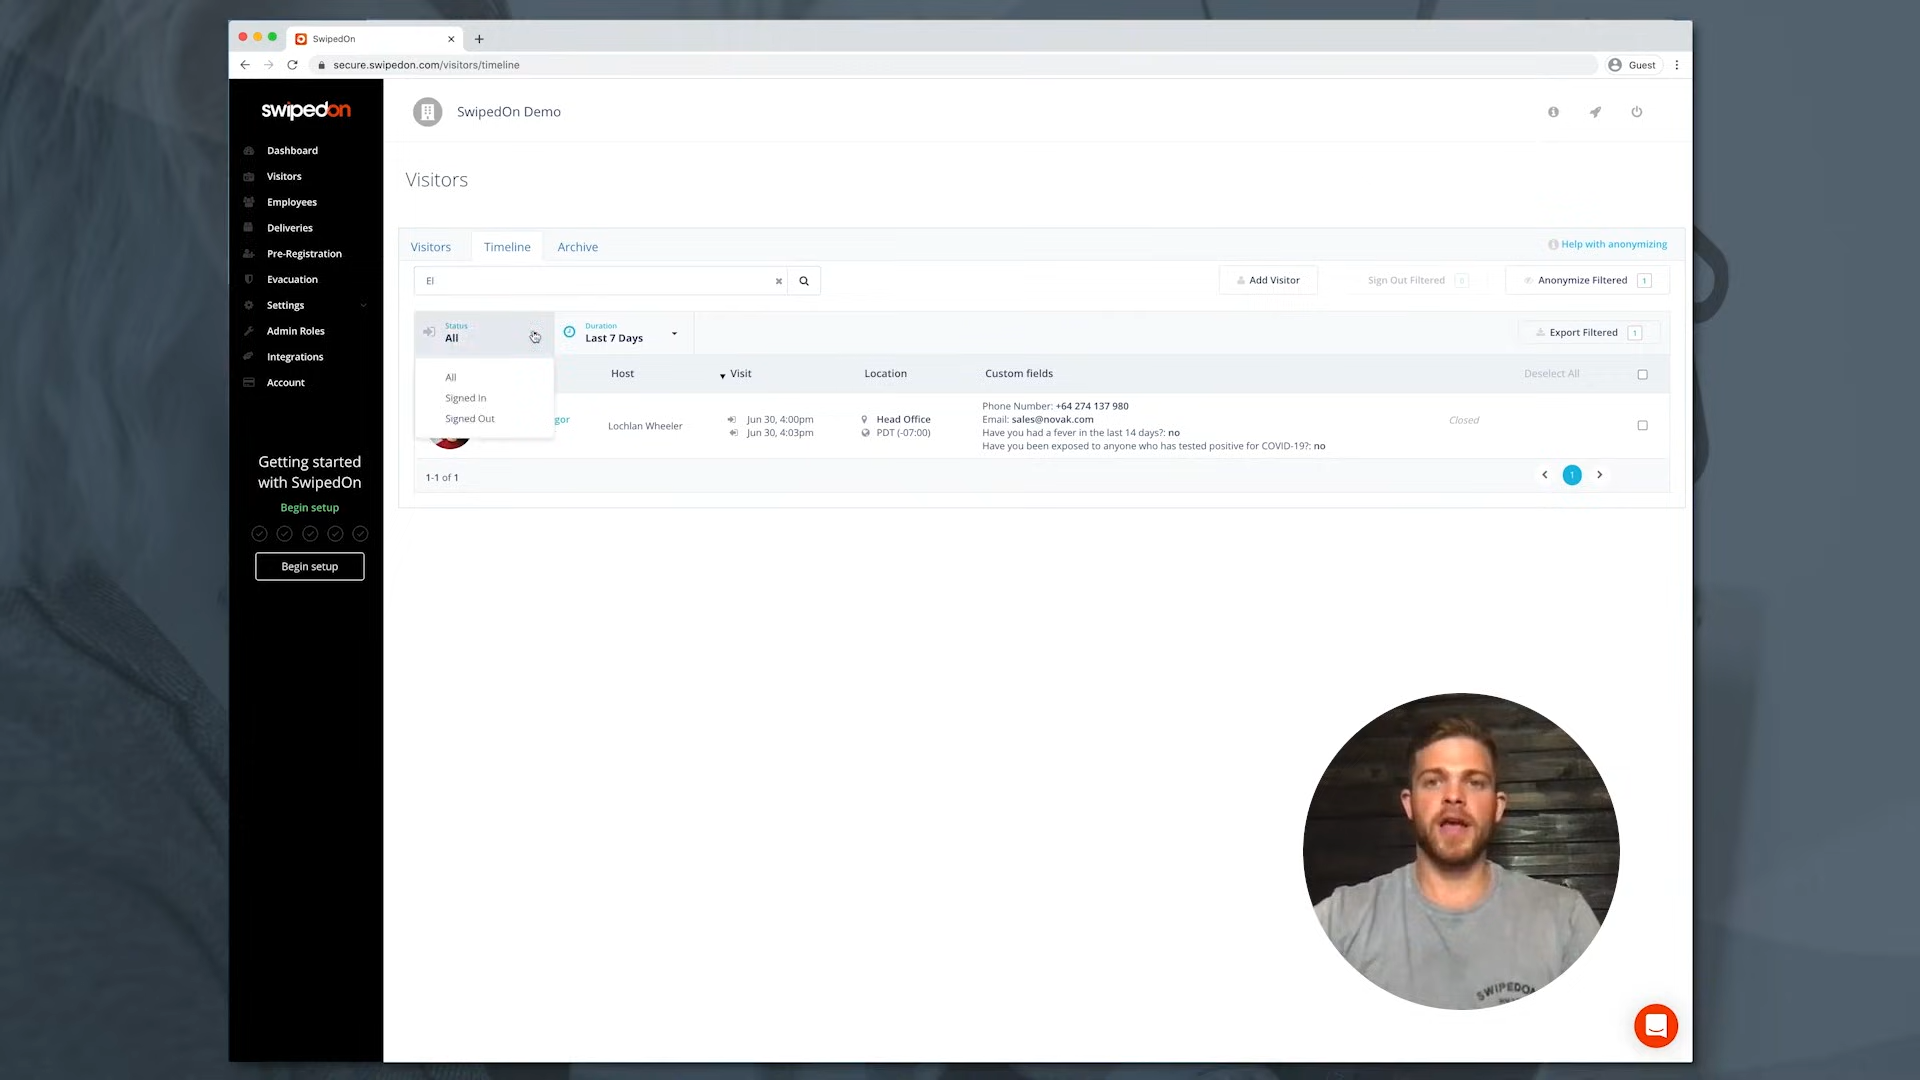 SwipedOn
secure.swipedon.com/visitors/timeline
Guest
swipedon
SwipedOn Demo
Dashboard
Visitors
Employees
Deliveries
Pre-Registration
Evacuation
Settings
Admin Roles
Integrations
Account
Getting started
with SwipedOn
Begin setup
Begin setup
Visitors
Visitors
Timeline
Archive
Help with anonymizing
El
Add Visitor
Sign Out Filtered 0
Anonymize Filtered 1
Status
All
Duration
Last 7 Days
Export Filtered 1
All
Signed In
Signed Out
Host
Visit
Location
Custom fields
Deselect All
gor
Lochlan Wheeler
Jun 30, 4:00pm
Jun 30, 4:03pm
Head Office
PDT (-07:00)
Phone Number: +64 274 137 980
Email: sales@novak.com
Have you had a fever in the last 14 days?: no
Have you been exposed to anyone who has tested positive for COVID-19?: no
Closed
1-1 of 1
1
SWIPEDON